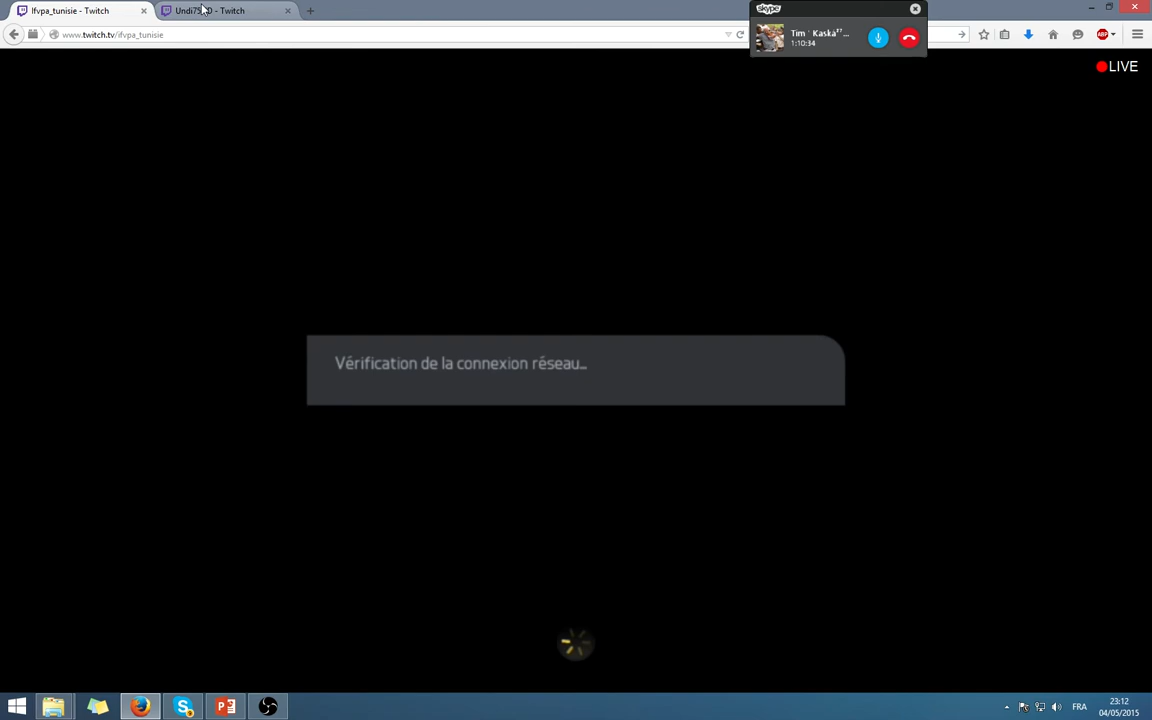 lfvpa_tunisie - Twitch
Twitch
skype
www.twitch.tv/lfvpa_tunisie
Tim
1:10:34
LIVE
Vérification de la connexion réseau...
FRA
23:12
04/05/2015